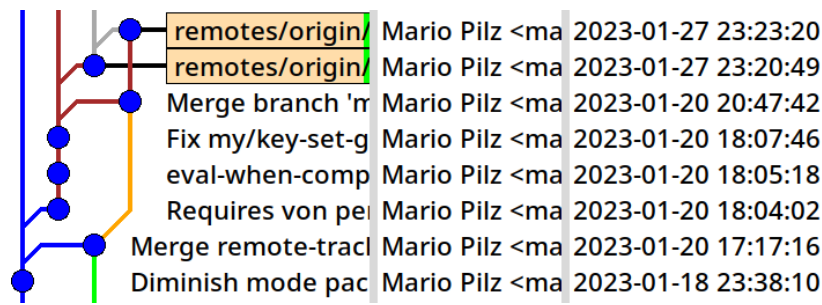 remotes/origin/ Mario Pilz <ma 2023-01-27 23:23:20
remotes/origin/ Mario Pilz <ma 2023-01-27 23:20:49
Merge branch 'm Mario Pilz <ma 2023-01-20 20:47:42
Fix my/key-set-g Mario Pilz <ma 2023-01-20 18:07:46
eval-when-comp Mario Pilz <ma 2023-01-20 18:05:18
Requires von per Mario Pilz <ma 2023-01-20 18:04:02
Merge remote-tracl Mario Pilz <ma 2023-01-20 17:17:16
Diminish mode pac Mario Pilz <ma 2023-01-18 23:38:10